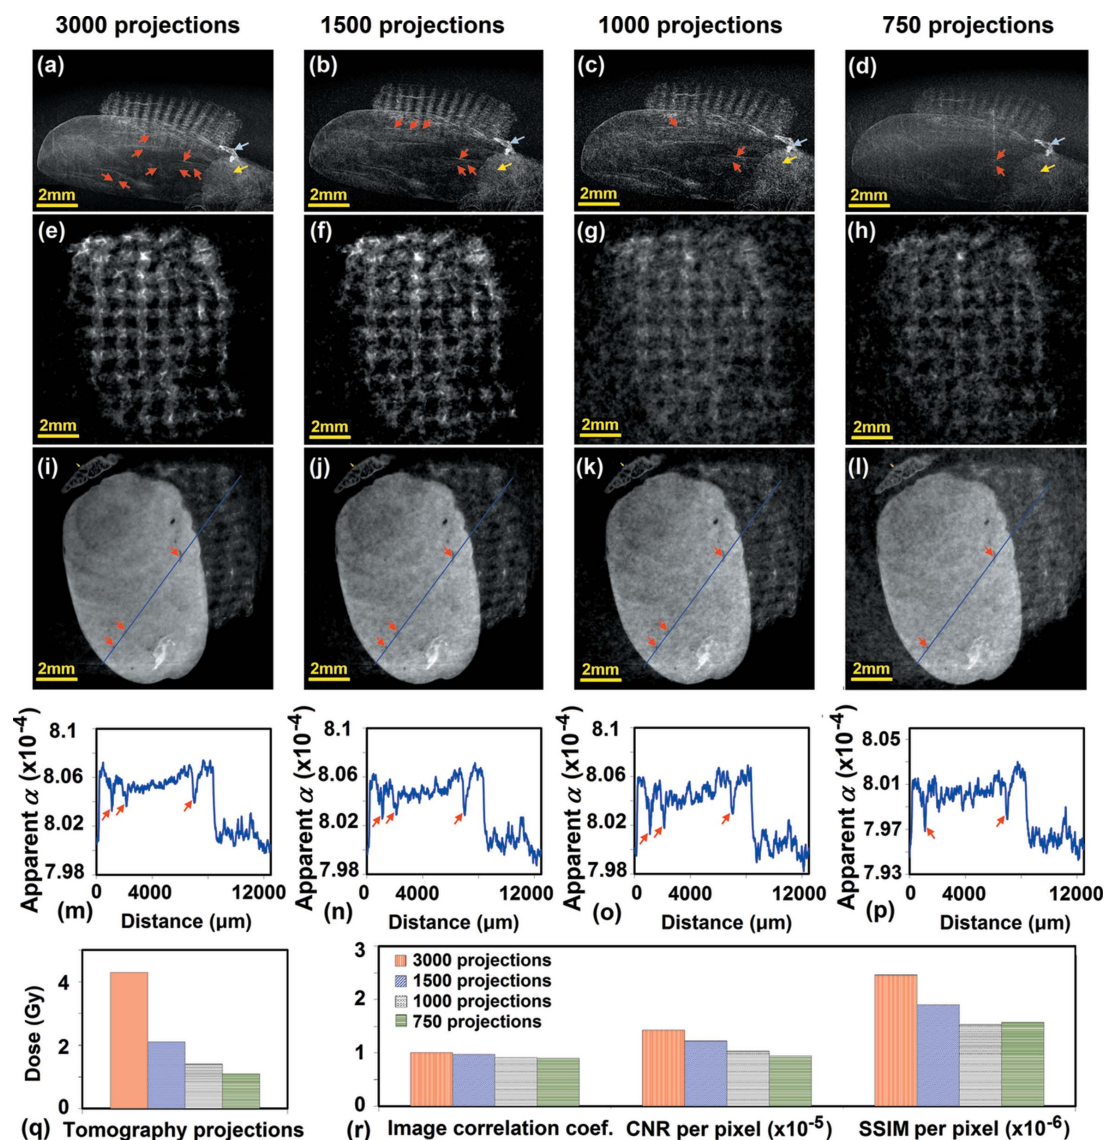 3000 projections 1500 projections 1000 projections 750 projections
(a) (b) (c) (d)
2mm 2mm 2mm 2mm
(e) (f) (g) (h)
2mm 2mm 2mm 2mm
(i) (j) (k) (l)
2mm 2mm 2mm 2mm
Apparent α (x10-4)
8.1
8.06
8.02
7.98
0 4000 12000
(m) Distance (µm)
Apparent α (x10-4)
8.1
8.06
8.02
7.98
0 4000 12000
(n) Distance (µm)
Apparent α (x10-4)
8.1
8.06
8.02
7.98
0 4000 12000
(o) Distance (µm)
Apparent α (x10-4)
8.05
8.01
7.97
7.93
0 4000 12000
(p) Distance (µm)
Dose (Gy)
4
2
0
(q) Tomography projections
3
2
1
0
3000 projections
1500 projections
1000 projections
750 projections
(r) Image correlation coef. CNR per pixel (x10-5) SSIM per pixel (x10-6)